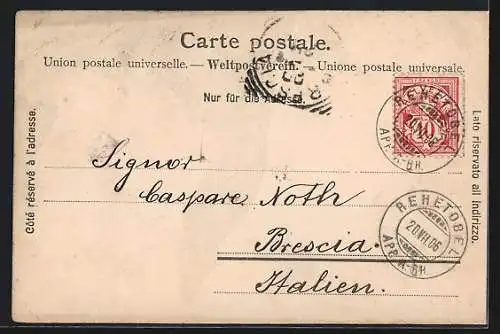 Carte postale.
Union postale universelle. — Weltpostverein. — Unione postale universale.
Nur für die Adresse.
Côté réservé à l'adresse.
Lato riservato all indirizzo.
REHETOBEL
APP. A-RH.
10
Signor
Caspare Noth
Brescia.
Italien.
REHETOBEL
20.VII.06
APP. A-RH.